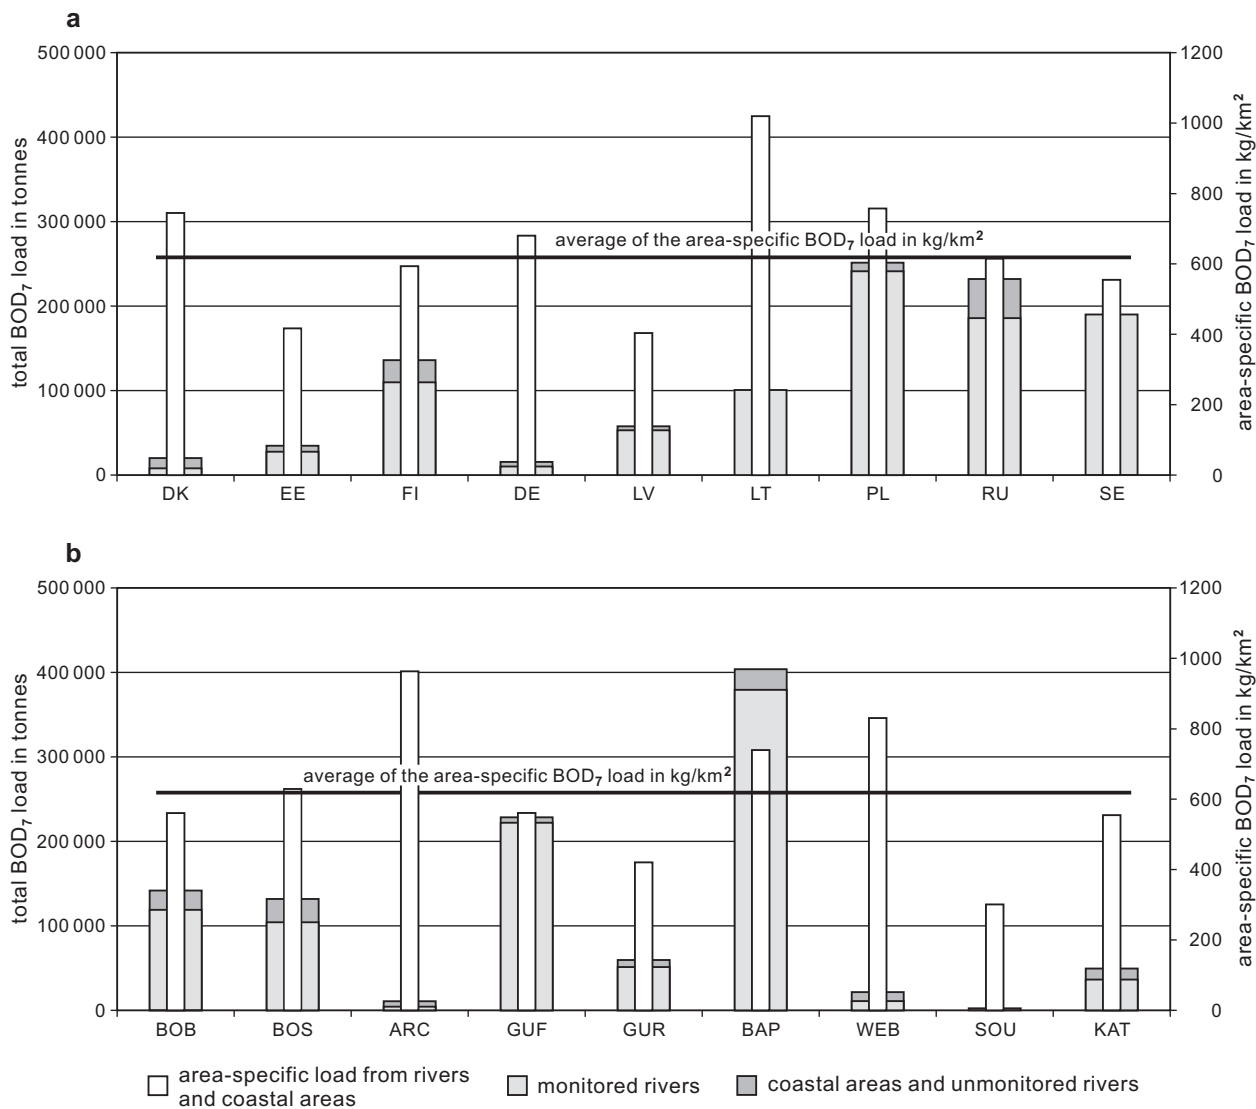 a
total BOD7 load in tonnes
500 000
400 000
300 000
200 000
100 000
0
average of the area-specific BOD7 load in kg/km2
1200
1000
800
600
400
200
0
area-specific BOD7 load in kg/km2
DK EE FI DE LV LT PL RU SE
b
total BOD7 load in tonnes
500 000
400 000
300 000
200 000
100 000
0
average of the area-specific BOD7 load in kg/km2
1200
1000
800
600
400
200
0
area-specific BOD7 load in kg/km2
BOB BOS ARC GUF GUR BAP WEB SOU KAT
area-specific load from rivers
and coastal areas
monitored rivers
coastal areas and unmonitored rivers